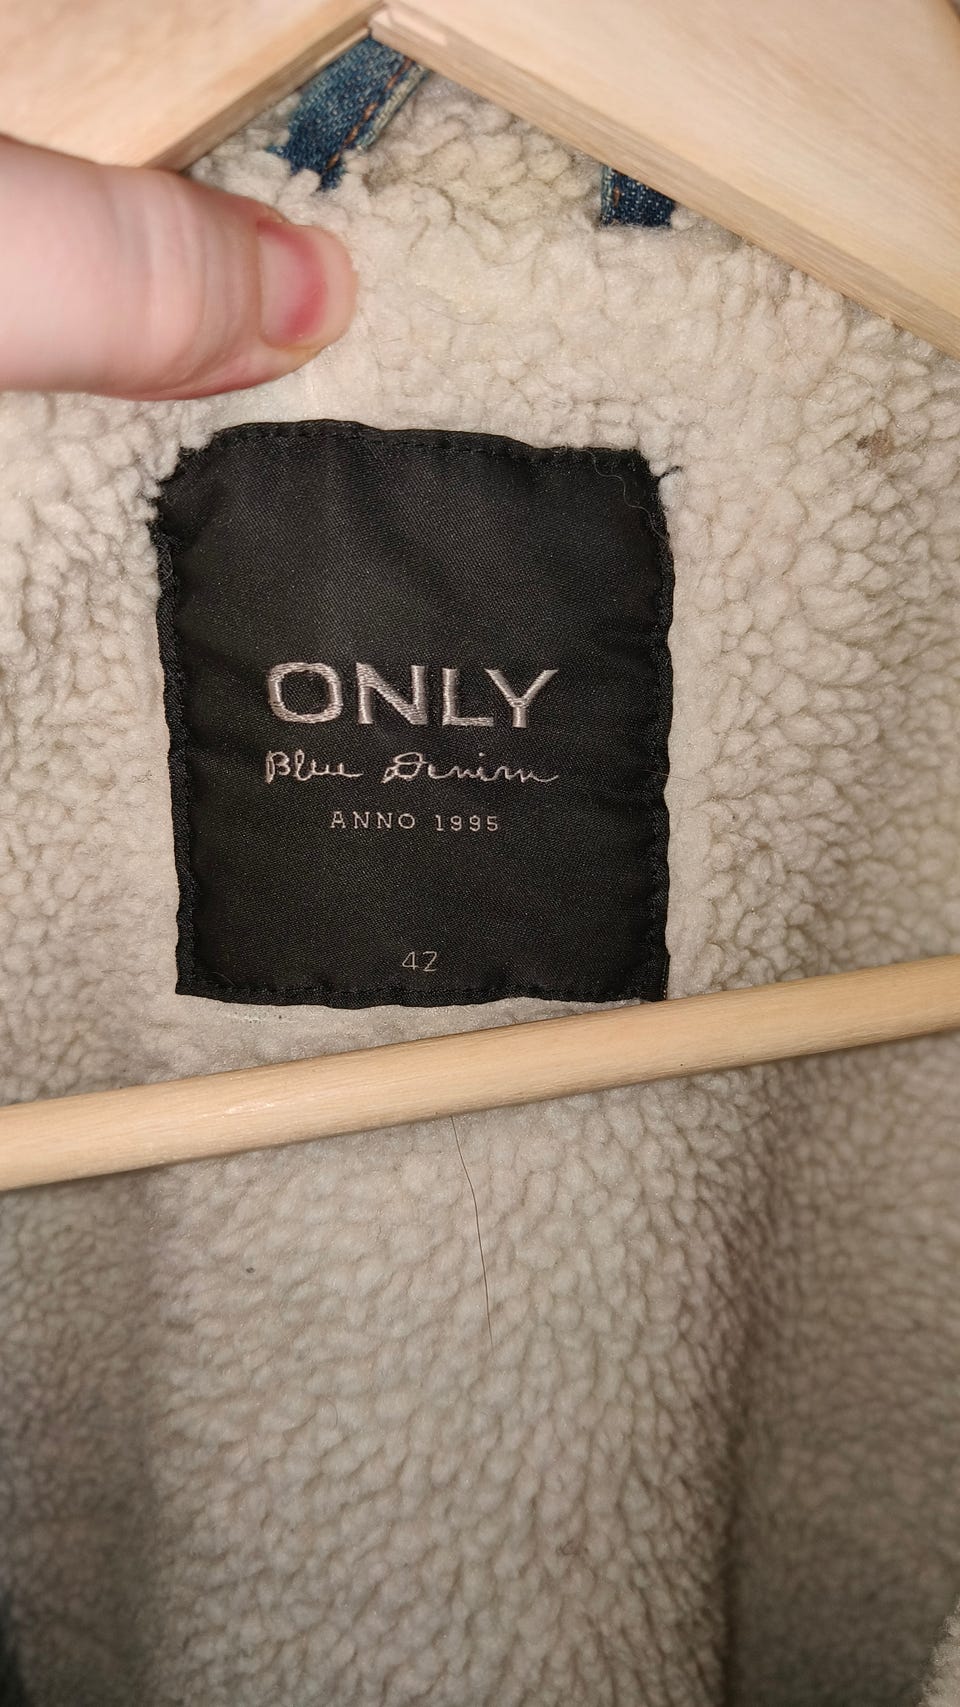 ONLY
Blue Denim
ANNO 1995
42